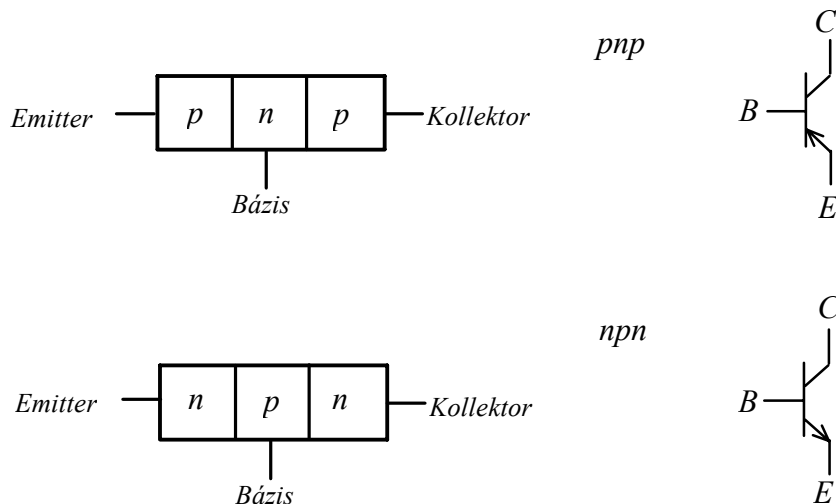 pnp
C
Emitter p n p Kollektor
B
Bázis
E
npn
C
Emitter n p n Kollektor
B
Bázis
E